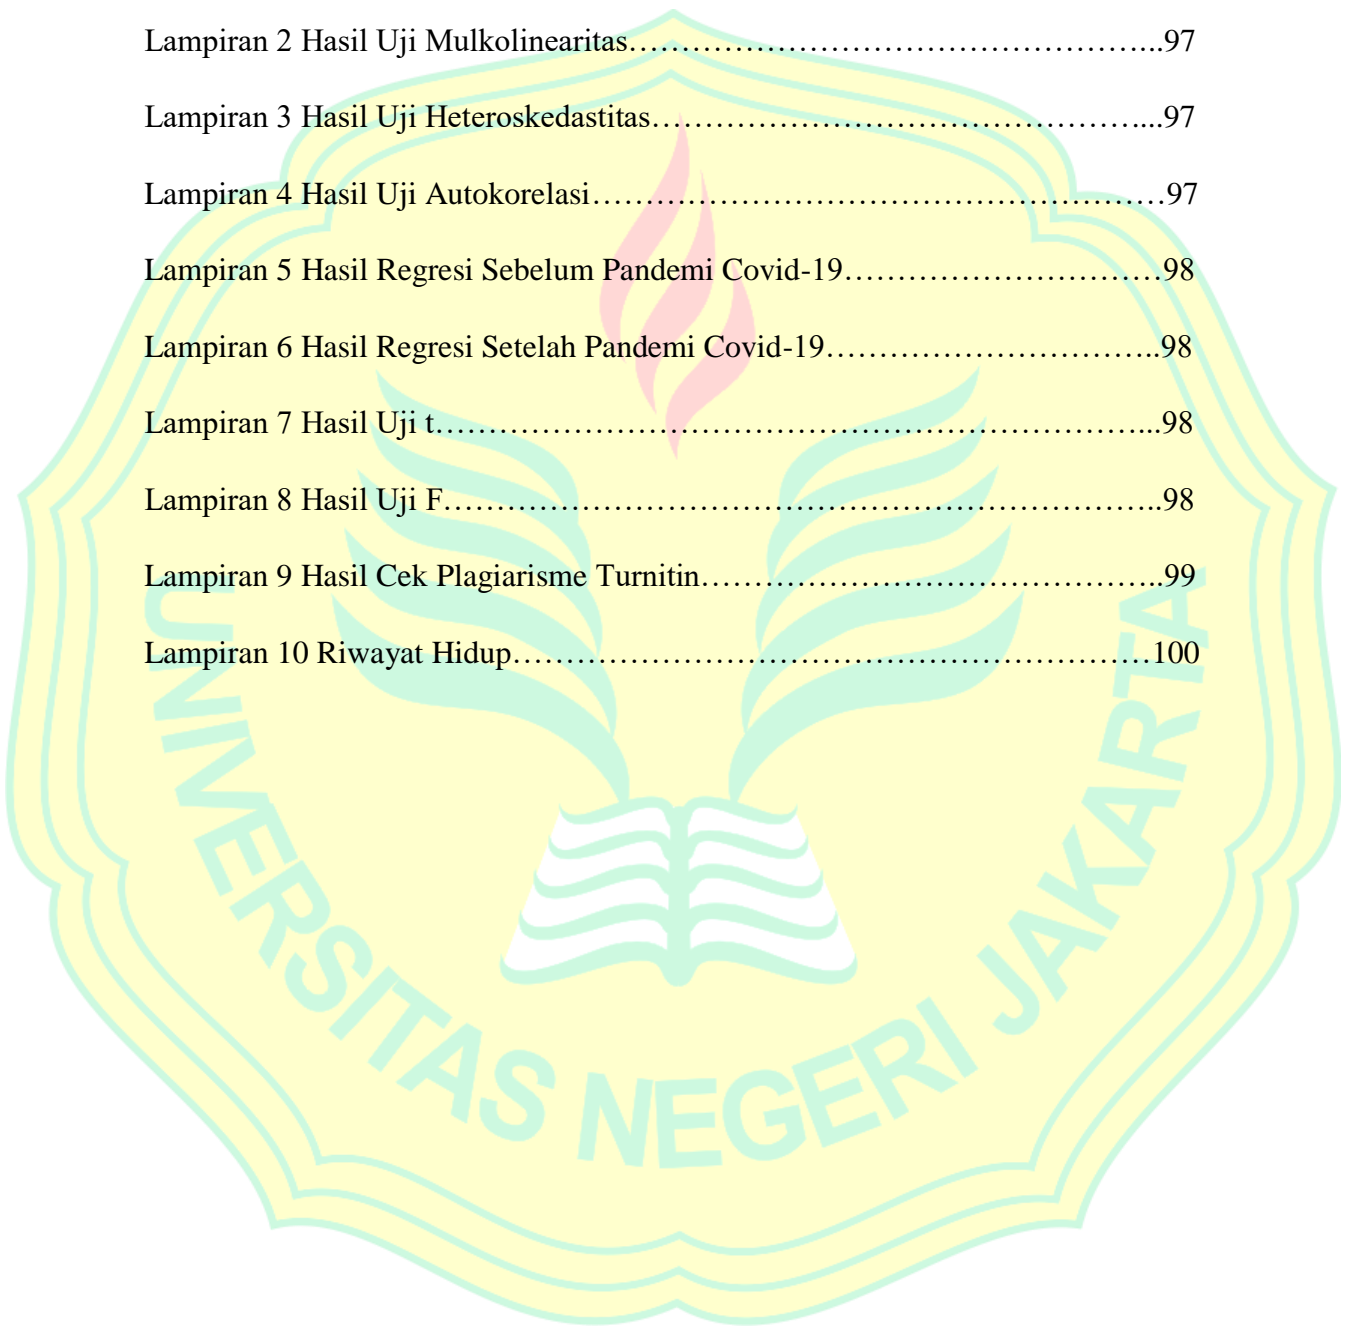 Lampiran 2 Hasil Uji Mulkolinearitas…………………………………………...97
Lampiran 3 Hasil Uji Heteroskedastitas………………………………………...97
Lampiran 4 Hasil Uji Autokorelasi………………………………………………97
Lampiran 5 Hasil Regresi Sebelum Pandemi Covid-19…………………………98
Lampiran 6 Hasil Regresi Setelah Pandemi Covid-19…………………………..98
Lampiran 7 Hasil Uji t…………………………………………………………...98
Lampiran 8 Hasil Uji F…………………………………………………………..98
Lampiran 9 Hasil Cek Plagiarisme Turnitin……………………………………..99
Lampiran 10 Riwayat Hidup……………………………………………………100
UNIVERSITAS NEGERI JAKARTA